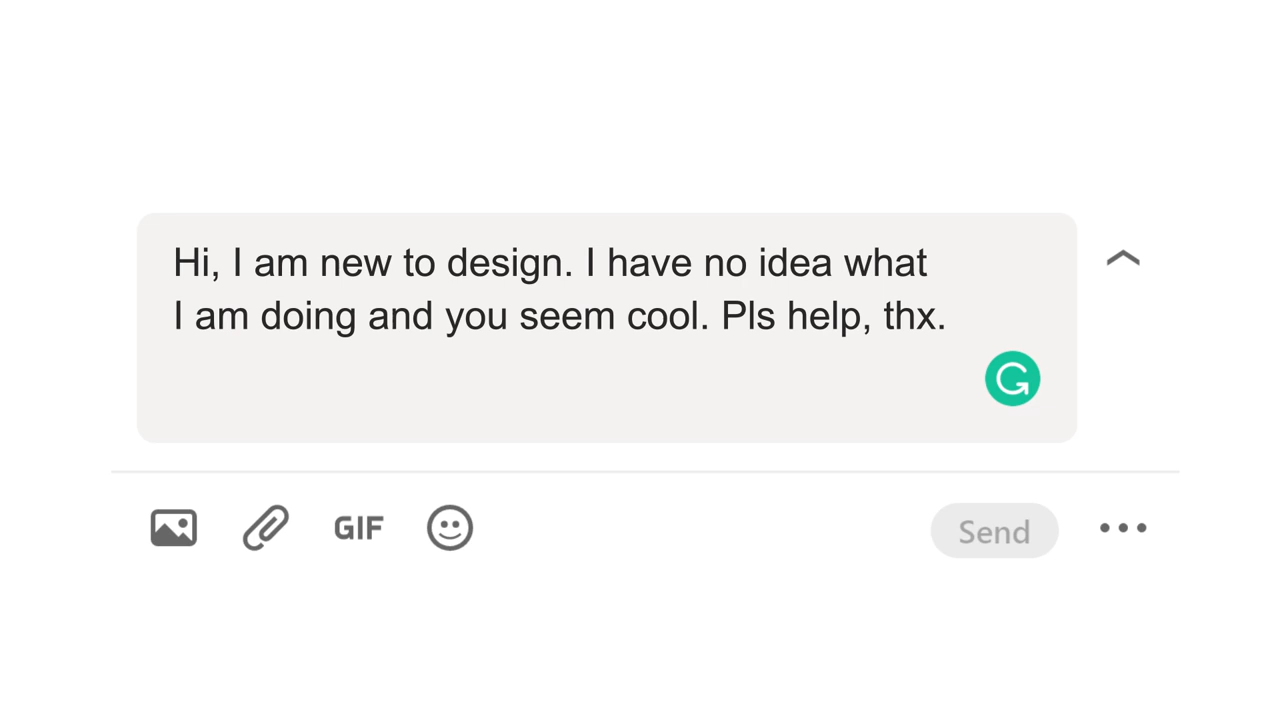 Hi, I am new to design. I have no idea what
I am doing and you seem cool. Pls help, thx.
GIF
Send